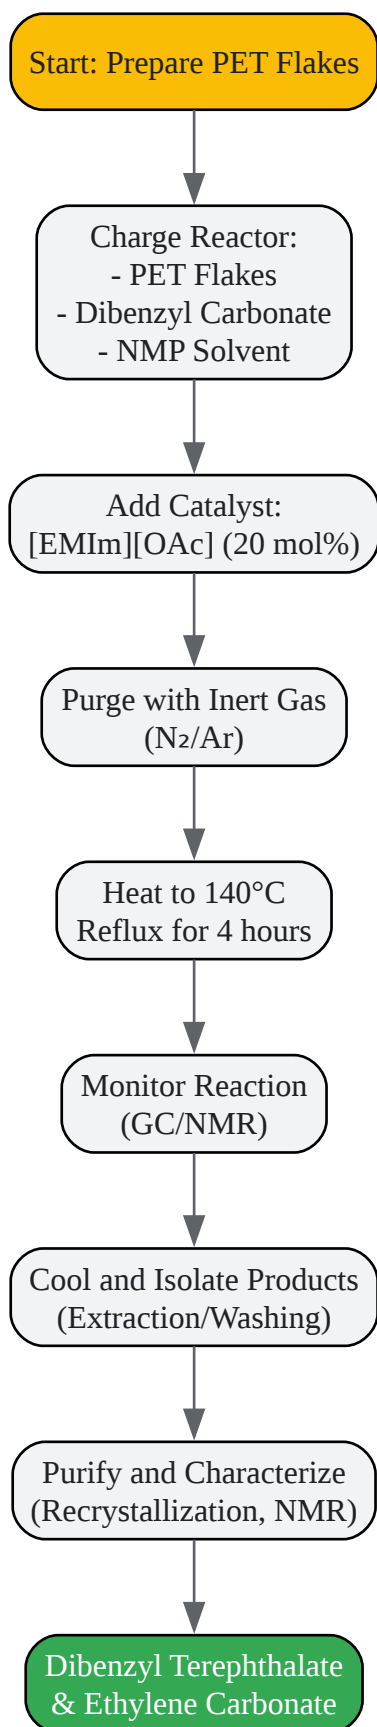 Start: Prepare PET Flakes
Charge Reactor:
- PET Flakes
- Dibenzyl Carbonate
- NMP Solvent
Add Catalyst:
[EMIm][OAc] (20 mol%)
Purge with Inert Gas
(N₂/Ar)
Heat to 140°C
Reflux for 4 hours
Monitor Reaction
(GC/NMR)
Cool and Isolate Products
(Extraction/Washing)
Purify and Characterize
(Recrystallization, NMR)
Dibenzyl Terephthalate
& Ethylene Carbonate